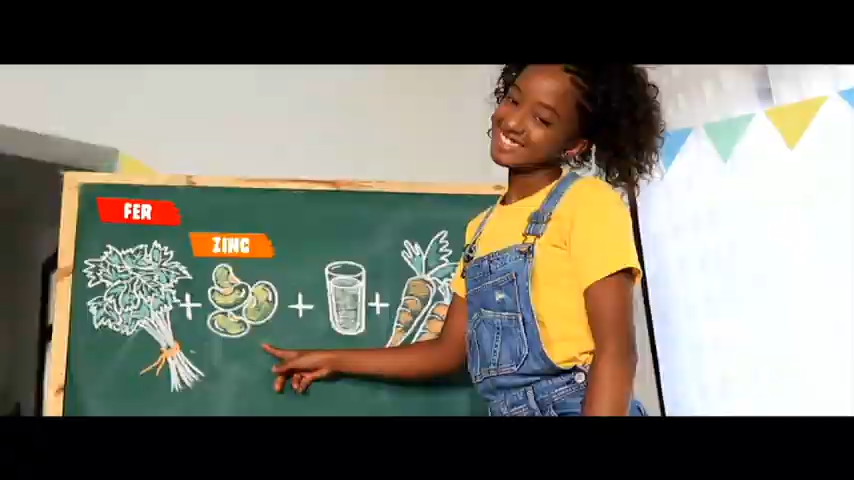 FER
ZINC
+ + +